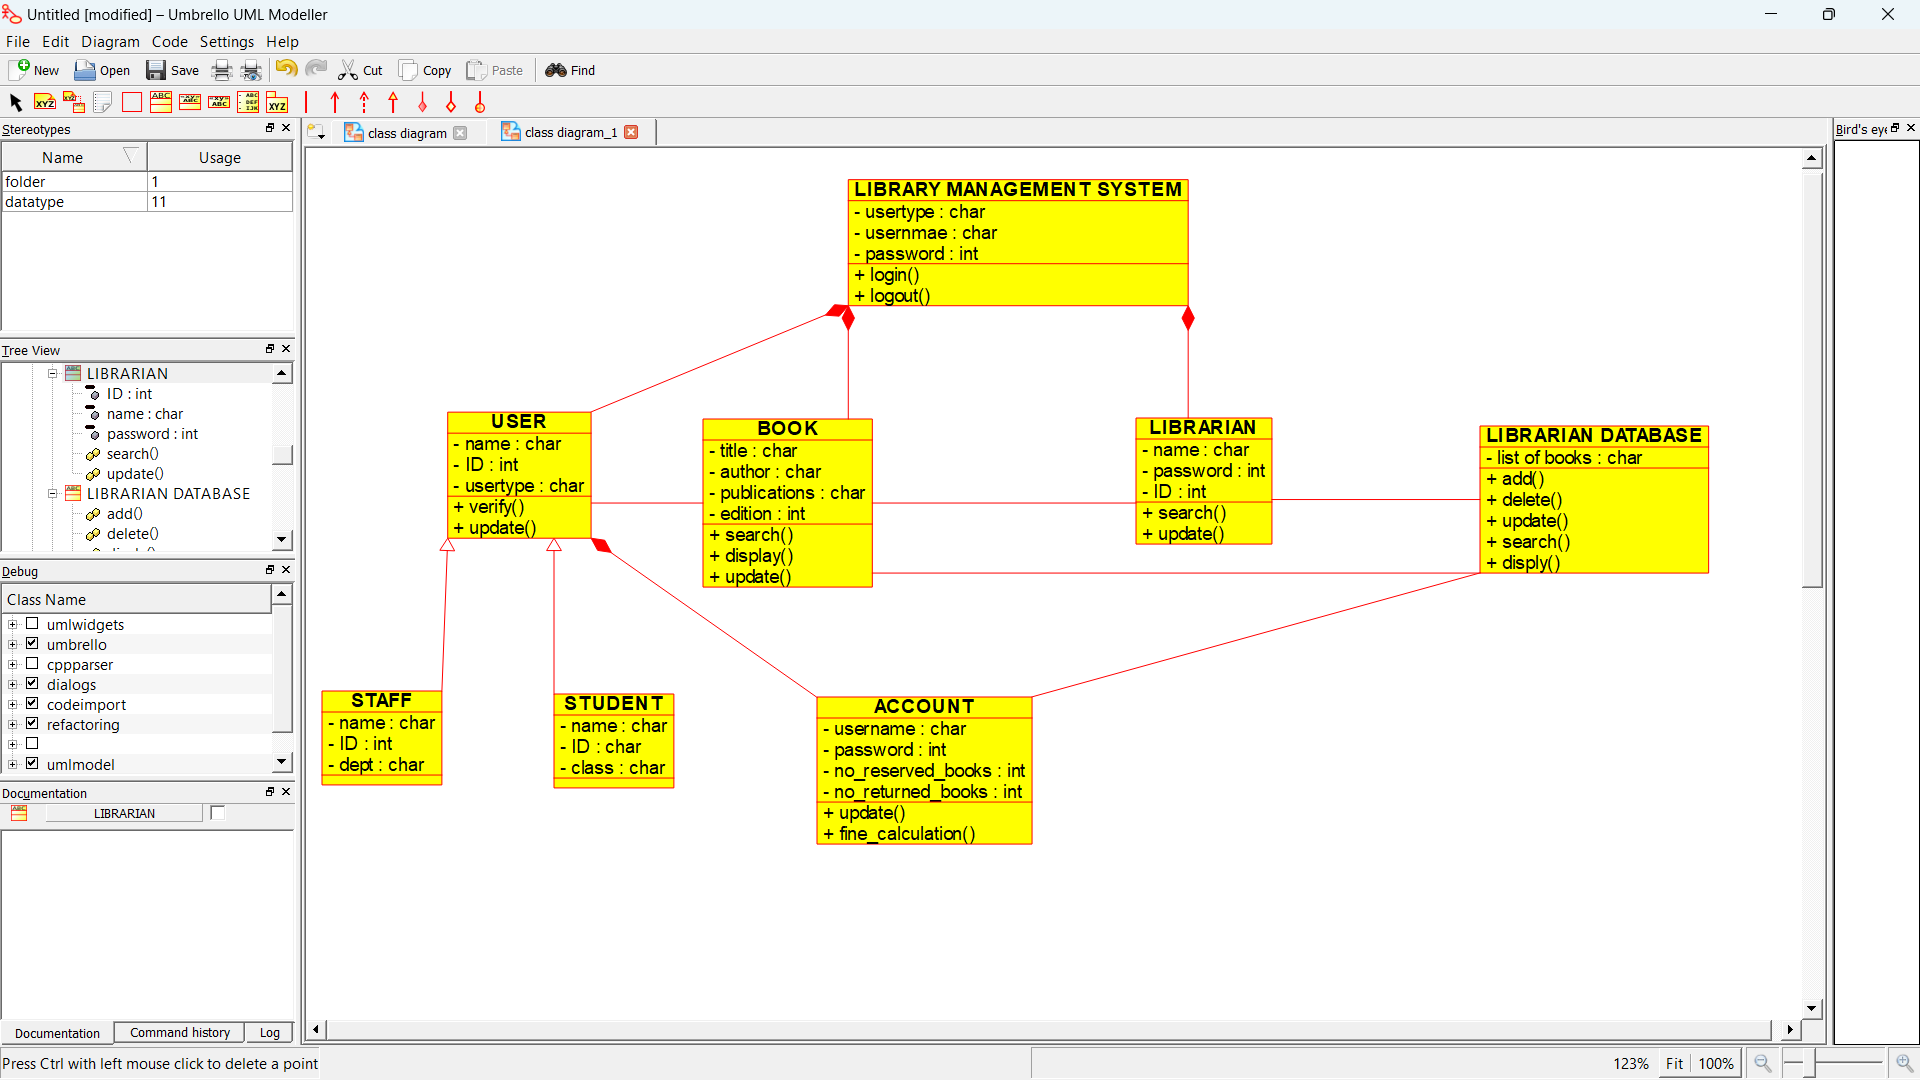 Untitled [modified] – Umbrello UML Modeller
File Edit Diagram Code Settings Help
New Open Save Cut Copy Paste Find
Stereotypes
Name Usage
folder 1
datatype 11
Tree View
LIBRARIAN
ID : int
name : char
password : int
search()
update()
LIBRARIAN DATABASE
add()
delete()
Debug
Class Name
umlwidgets
umbrello
cppparser
dialogs
codeimport
refactoring
umlmodel
Documentation
LIBRARIAN
Documentation Command history Log
Press Ctrl with left mouse click to delete a point
class diagram class diagram_1
LIBRARY MANAGEMENT SYSTEM
- usertype : char
- usernmae : char
- password : int
+ login()
+ logout()
USER
- name : char
- ID : int
- usertype : char
+ verify()
+ update()
BOOK
- title : char
- author : char
- publications : char
- edition : int
+ search()
+ display()
+ update()
LIBRARIAN
- name : char
- password : int
- ID : int
+ search()
+ update()
LIBRARIAN DATABASE
- list of books : char
+ add()
+ delete()
+ update()
+ search()
+ disply()
STAFF
- name : char
- ID : int
- dept : char
STUDENT
- name : char
- ID : char
- class : char
ACCOUNT
- username : char
- password : int
- no_reserved_books : int
- no_returned_books : int
+ update()
+ fine_calculation()
Bird's eye
123% Fit 100%